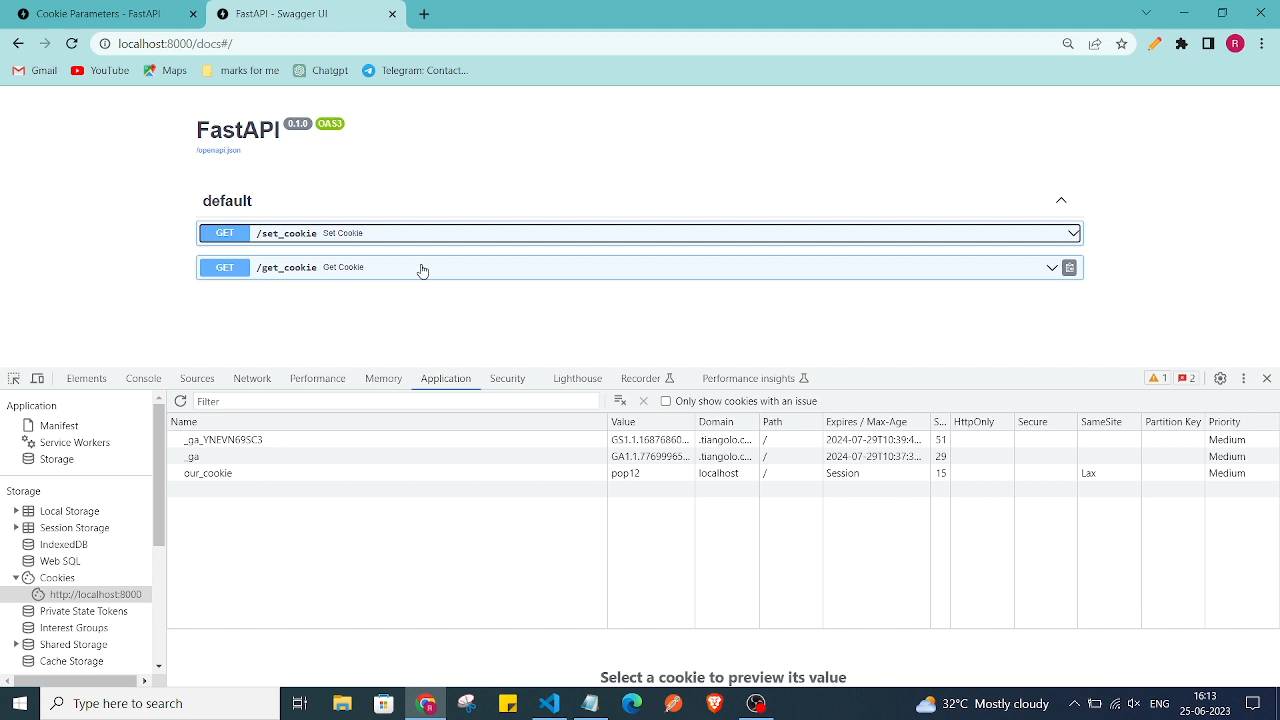 Cookie Parameters - FastAPI
FastAPI - Swagger UI
localhost:8000/docs#/
R
Gmail
YouTube
Maps
marks for me
Chatgpt
Telegram: Contact...
FastAPI 0.1.0 OAS3
/openapi.json
default
GET /set_cookie Set Cookie
GET /get_cookie Get Cookie
Elements Console Sources Network Performance Memory Application Security Lighthouse Recorder Performance insights 1 2
Application
Manifest
Service Workers
Storage
Storage
Local Storage
Session Storage
IndexedDB
Web SQL
Cookies
http://localhost:8000
Private State Tokens
Interest Groups
Shared Storage
Cache Storage
Filter Only show cookies with an issue
Name Value Domain Path Expires / Max-Age S... HttpOnly Secure SameSite Partition Key Priority
_ga_YNEVN69SC3 GS1.1.16876860... .tiangolo.c... / 2024-07-29T10:39:4... 51 Medium
_ga GA1.1.77699965... .tiangolo.c... / 2024-07-29T10:37:3... 29 Medium
our_cookie pop12 localhost / Session 15 Lax Medium
Select a cookie to preview its value
Type here to search
R
32°C Mostly cloudy
ENG
16:13
25-06-2023